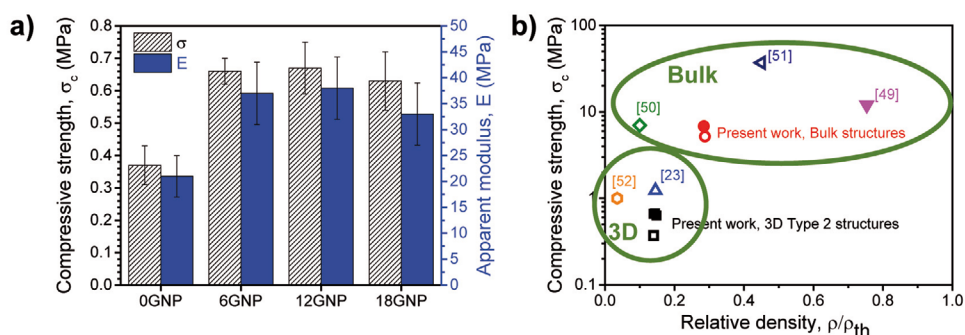 a)
Compressive strength, σc (MPa)
0.8
0.7
0.6
0.5
0.4
0.3
0.2
0.1
0.0
σ
E
50
45
40
35
30
25
20
15
10
5
0
Apparent modulus, E (MPa)
0GNP 6GNP 12GNP 18GNP
b)
Compressive strength, σc (MPa)
100
10
1
0.1
Bulk
[51]
[50]
[49]
Present work, Bulk structures
[52]
[23]
3D
Present work, 3D Type 2 structures
0.0 0.2 0.4 0.6 0.8 1.0
Relative density, ρ/ρth